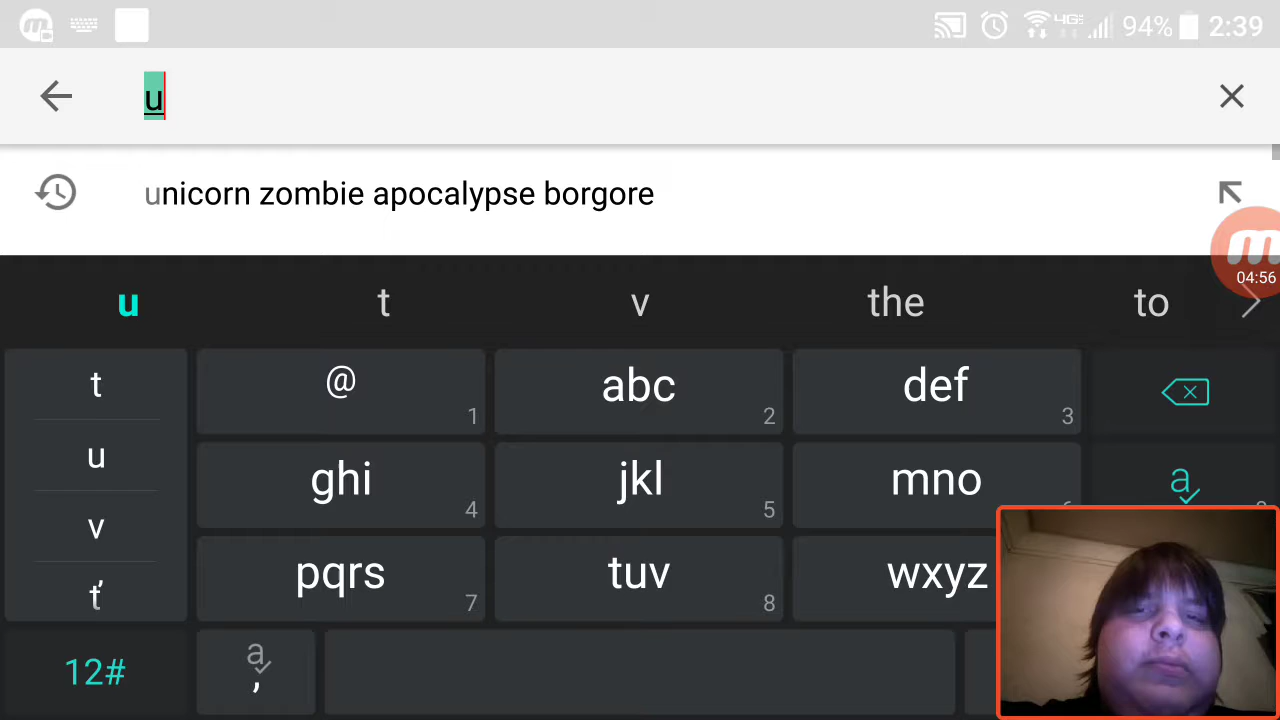 m 4GE 94% 2:39
u
unicorn zombie apocalypse borgore
m
04:56
u t v the to
t
u
v
ť
@ 1 abc 2 def 3
ghi 4 jkl 5 mno
a
pqrs 7 tuv 8 wxyz
12# a ,